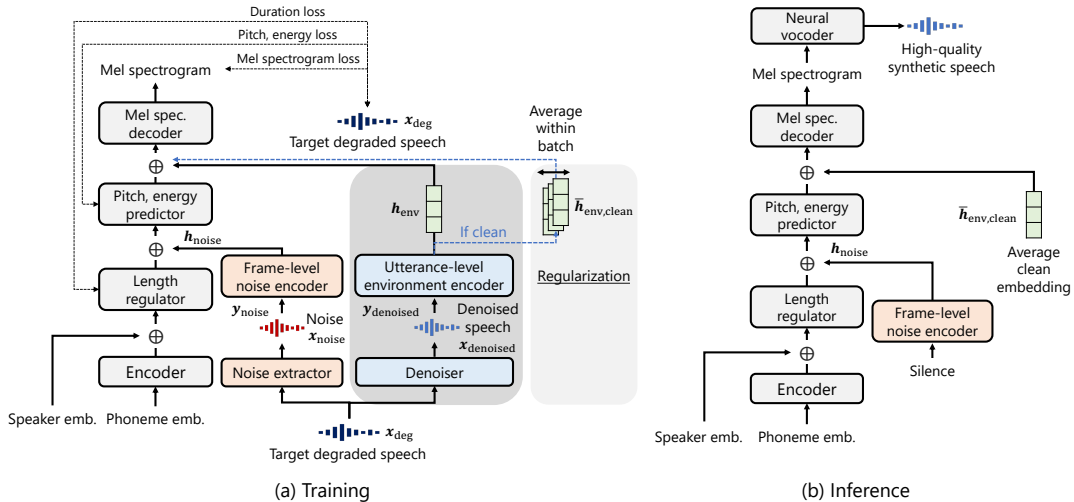 Duration loss
Pitch, energy loss
Mel spectrogram loss
Mel spectrogram
Mel spec.
decoder
x_deg
Target degraded speech
Average
within
batch
Pitch, energy
predictor
h_env
h̄_env,clean
If clean
h_noise
Length
regulator
Frame-level
noise encoder
Utterance-level
environment encoder
Regularization
y_noise
Noise
x_noise
y_denoised
Denoised
speech
x_denoised
Encoder
Noise extractor
Denoiser
Speaker emb.
Phoneme emb.
x_deg
Target degraded speech
(a) Training
Neural
vocoder
High-quality
synthetic speech
Mel spectrogram
Mel spec.
decoder
Pitch, energy
predictor
h̄_env,clean
Average
clean
embedding
h_noise
Length
regulator
Frame-level
noise encoder
Silence
Encoder
Speaker emb.
Phoneme emb.
(b) Inference